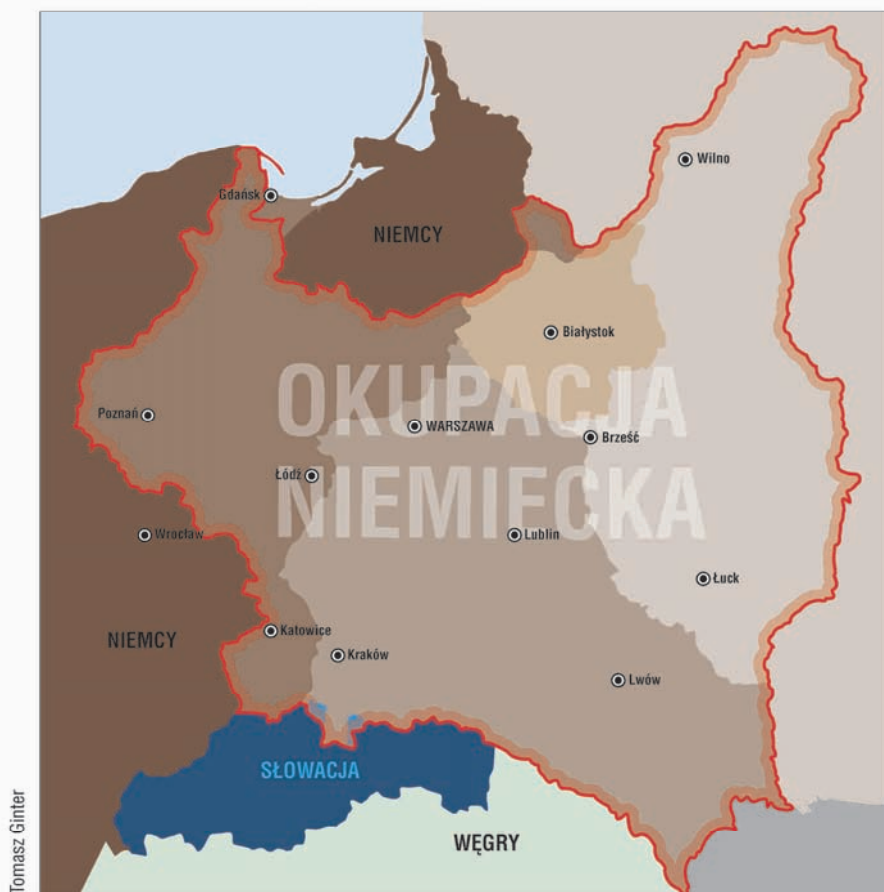 Wilno
Gdańsk
NIEMCY
Białystok
OKUPACJA
NIEMIECKA
Poznań
WARSZAWA
Brześć
Łódź
Wrocław
Lublin
Łuck
Katowice
NIEMCY
Kraków
Lwów
SŁOWACJA
WĘGRY
Tomasz Ginter